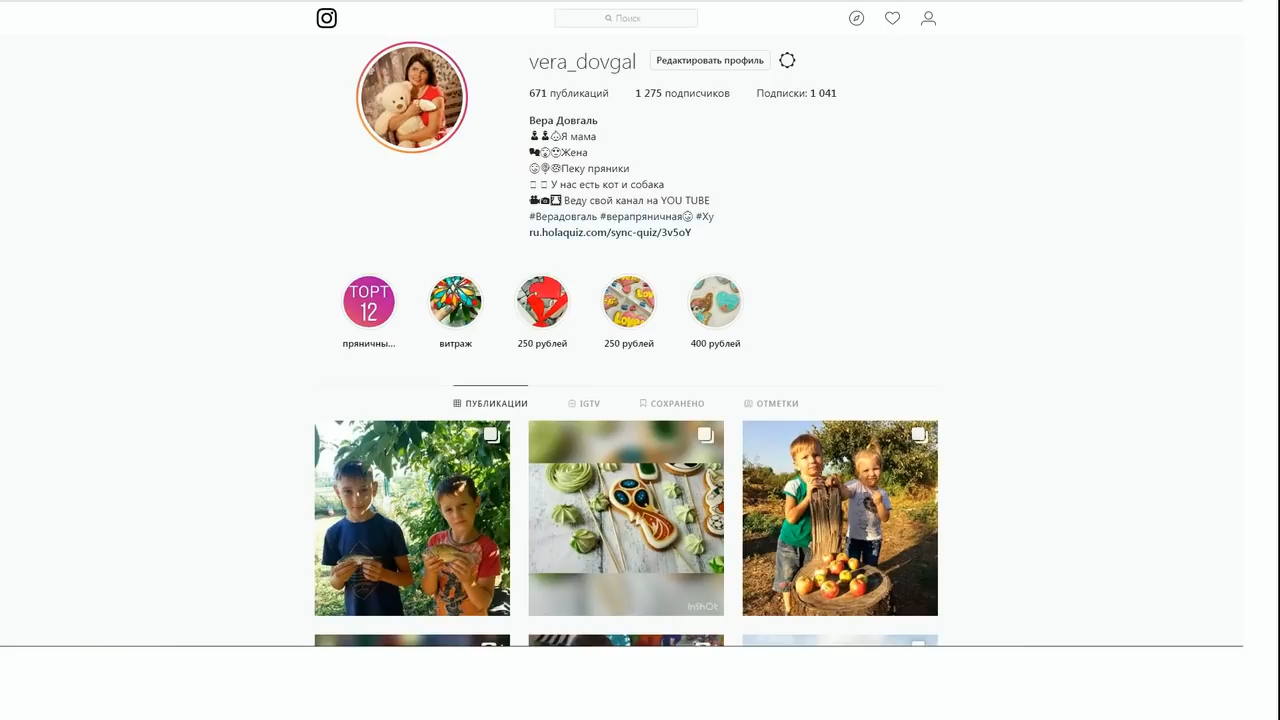 Поиск
vera_dovgal Редактировать профиль
671 публикаций 1 275 подписчиков Подписки: 1 041
Вера Довгаль
Я мама
Жена
Пеку пряники
У нас есть кот и собака
Веду свой канал на YOU TUBE
#Верадовгаль #верапряничная #Ху
ru.holaquiz.com/sync-quiz/3v5oY
ТОРТ
12
LOVE
LOVE
пряничны... витраж 250 рублей 250 рублей 400 рублей
ПУБЛИКАЦИИ IGTV СОХРАНЕНО ОТМЕТКИ
InShOt